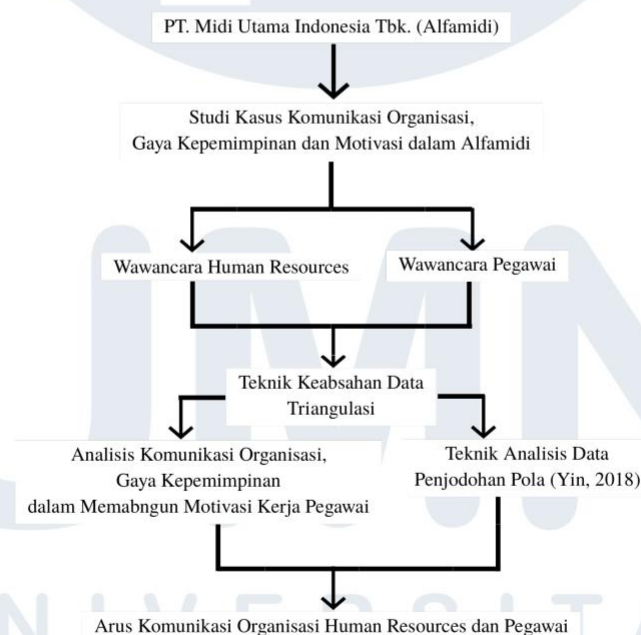 PT. Midi Utama Indonesia Tbk. (Alfamidi)
Studi Kasus Komunikasi Organisasi,
Gaya Kepemimpinan dan Motivasi dalam Alfamidi
Wawancara Human Resources
Wawancara Pegawai
Teknik Keabsahan Data
Triangulasi
Analisis Komunikasi Organisasi,
Gaya Kepemimpinan
dalam Memabngun Motivasi Kerja Pegawai
Teknik Analisis Data
Penjodohan Pola (Yin, 2018)
Arus Komunikasi Organisasi Human Resources dan Pegawai